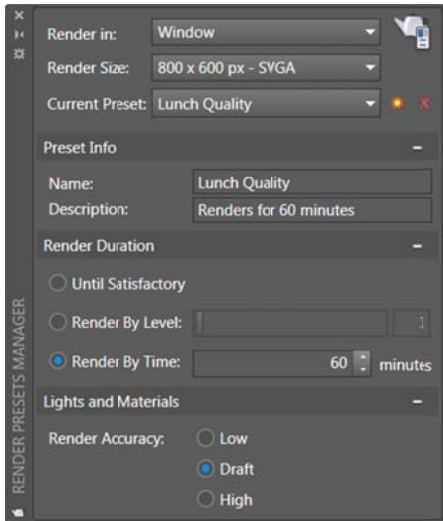 Render in: Window
Render Size: 800 x 600 px - SVGA
Current Preset: Lunch Quality
Preset Info
Name: Lunch Quality
Description: Renders for 60 minutes
Render Duration
Until Satisfactory
Render By Level: 1
Render By Time: 60 minutes
Lights and Materials
Render Accuracy: Low
Draft
High
RENDER PRESETS MANAGER